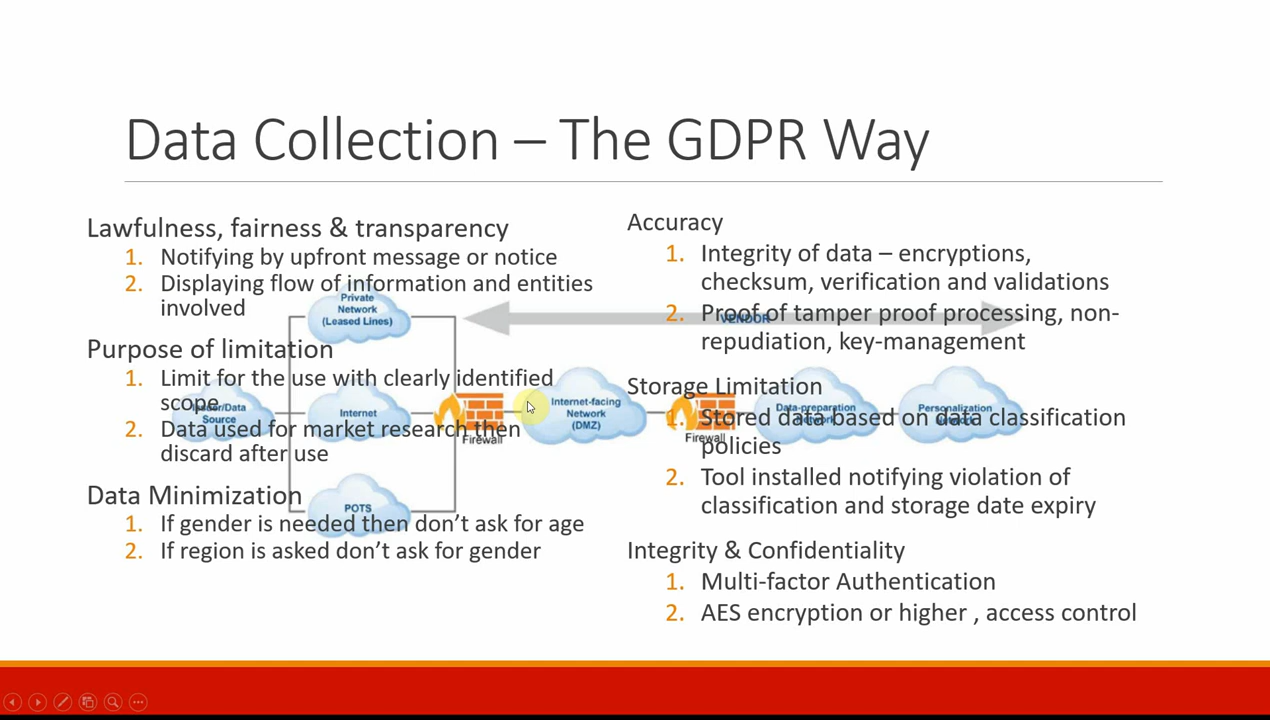 Data Collection – The GDPR Way
Lawfulness, fairness & transparency
1. Notifying by upfront message or notice
2. Displaying flow of information and entities
involved
Purpose of limitation
1. Limit for the use with clearly identified
scope
2. Data used for market research then
discard after use
Data Minimization
1. If gender is needed then don't ask for age
2. If region is asked don't ask for gender
Accuracy
1. Integrity of data – encryptions,
checksum, verification and validations
2. Proof of tamper proof processing, non-
repudiation, key-management
Storage Limitation
1. Stored data based on data classification
policies
2. Tool installed notifying violation of
classification and storage date expiry
Integrity & Confidentiality
1. Multi-factor Authentication
2. AES encryption or higher , access control
Private
Network
(Leased Lines)
VENDOR
/Data
Source
Internet
Firewall
Internet-facing
Network
(DMZ)
Firewall
Data-preparation
Network
Personalization
Network
POTS